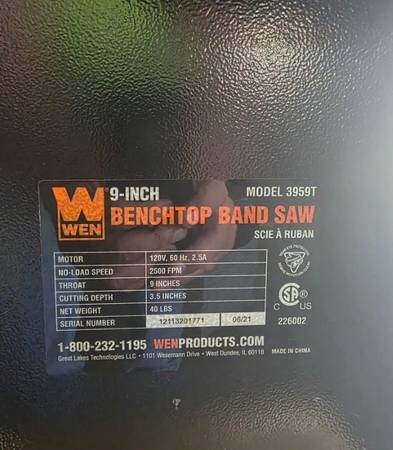 WEN
9-INCH MODEL 3959T
BENCHTOP BAND SAW
SCIE À RUBAN
MOTOR 120V, 60 Hz, 2.5A
NO-LOAD SPEED 2500 FPM
THROAT 9 INCHES
CUTTING DEPTH 3.5 INCHES
NET WEIGHT 40 LBS
SERIAL NUMBER 12113201771 06/21
C US
226002
1-800-232-1195 WENPRODUCTS.COM
Great Lakes Technologies LLC • 1101 Wesemann Drive • West Dundee, IL 60118 MADE IN CHINA